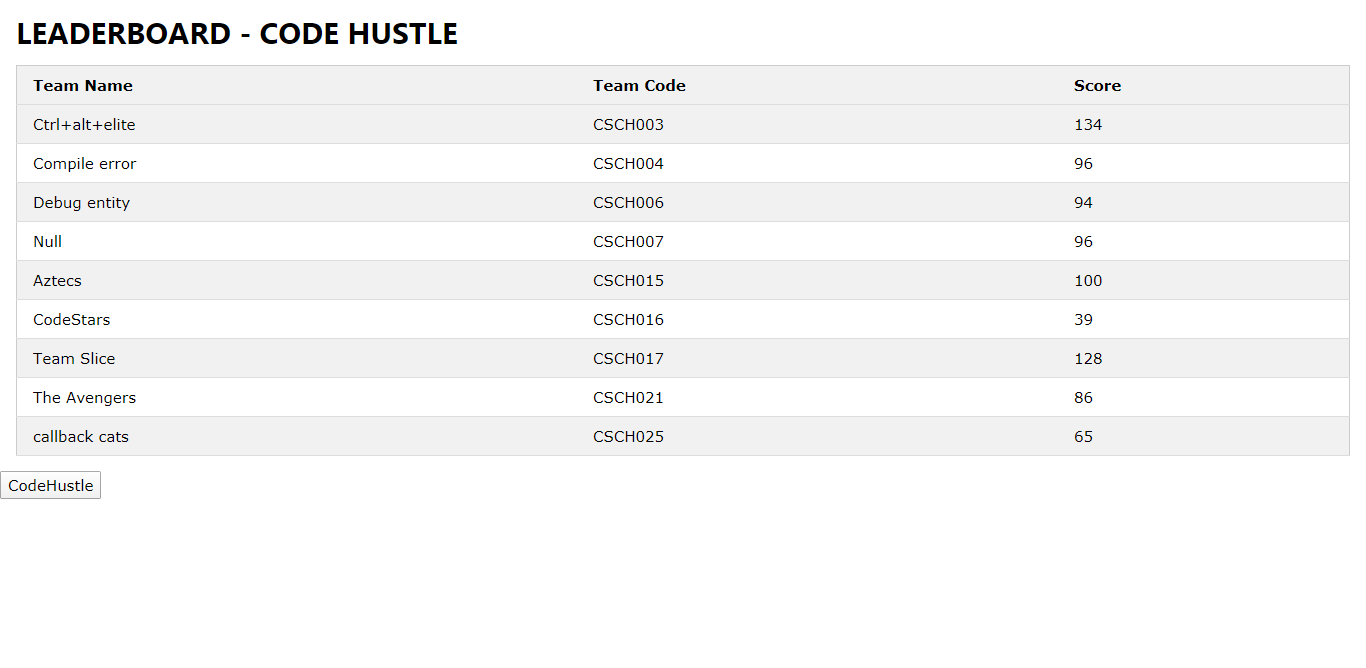 LEADERBOARD - CODE HUSTLE
Team Name Team Code Score
Ctrl+alt+elite CSCH003 134
Compile error CSCH004 96
Debug entity CSCH006 94
Null CSCH007 96
Aztecs CSCH015 100
CodeStars CSCH016 39
Team Slice CSCH017 128
The Avengers CSCH021 86
callback cats CSCH025 65
CodeHustle